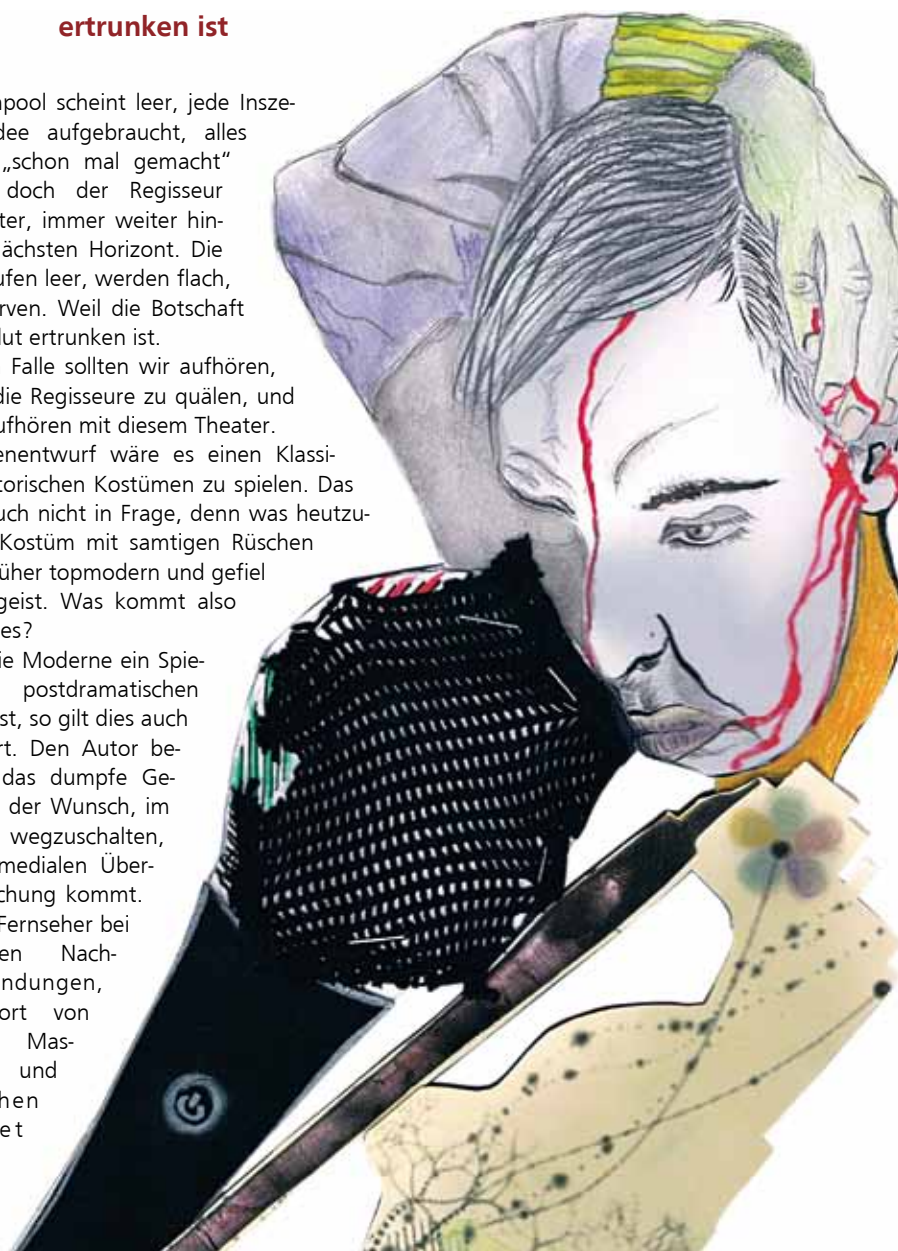 ertrunken ist
npool scheint leer, jede Insze-
dee aufgebraucht, alles
„schon mal gemacht“
doch der Regisseur
ter, immer weiter hin-
ächsten Horizont. Die
ufen leer, werden flach,
rven. Weil die Botschaft
lut ertrunken ist.
Falle sollten wir aufhören,
die Regisseure zu quälen, und
ufhören mit diesem Theater.
enentwurf wäre es einen Klassi-
torischen Kostümen zu spielen. Das
uch nicht in Frage, denn was heutzu-
Kostüm mit samtigen Rüschen
üher topmodern und gefiel
geist. Was kommt also
es?
ie Moderne ein Spie-
postdramatischen
st, so gilt dies auch
rt. Den Autor be-
das dumpfe Ge-
der Wunsch, im
wegzuschalten,
medialen Über-
chung kommt.
Fernseher bei
en Nach-
ndungen,
ort von
Mas-
und
hen
et